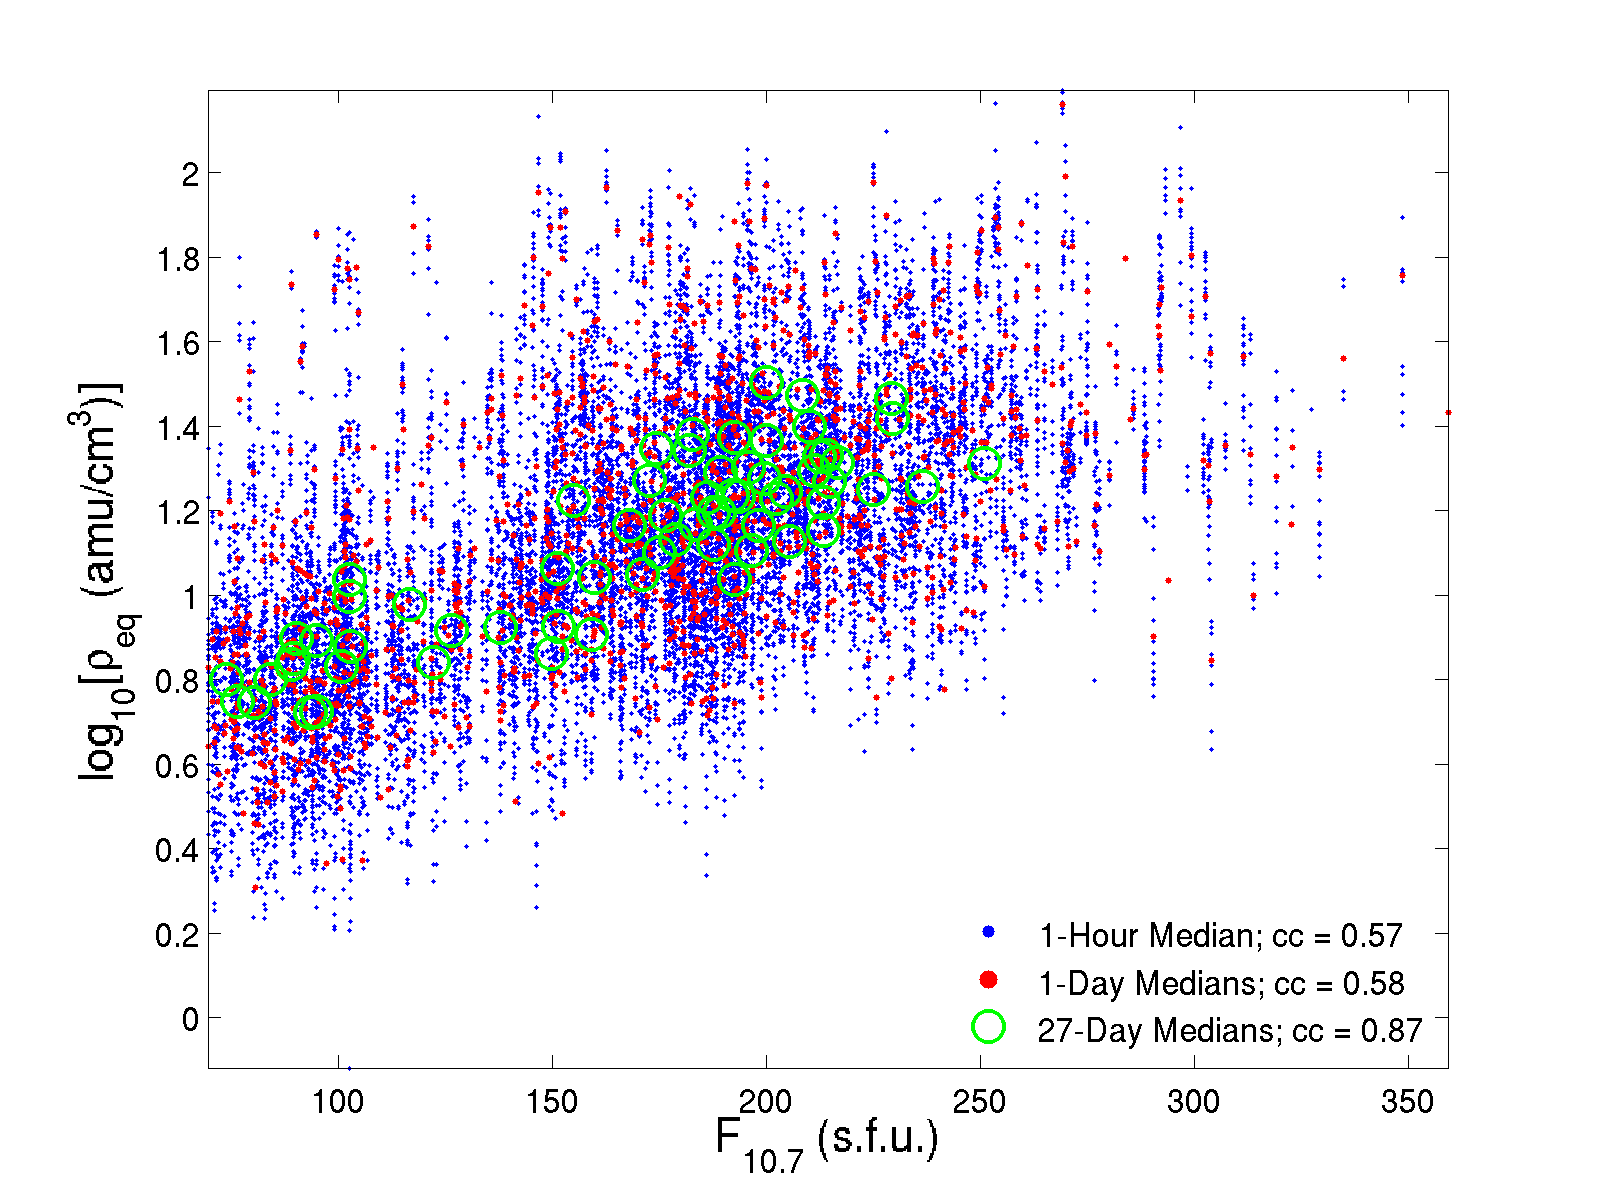 2
1.8
1.6
1.4
1.2
1
0.8
0.6
0.4
0.2
0
log10[ρeq (amu/cm3)]
1-Hour Median; cc = 0.57
1-Day Medians; cc = 0.58
27-Day Medians; cc = 0.87
100 150 200 250 300 350
F10.7 (s.f.u.)